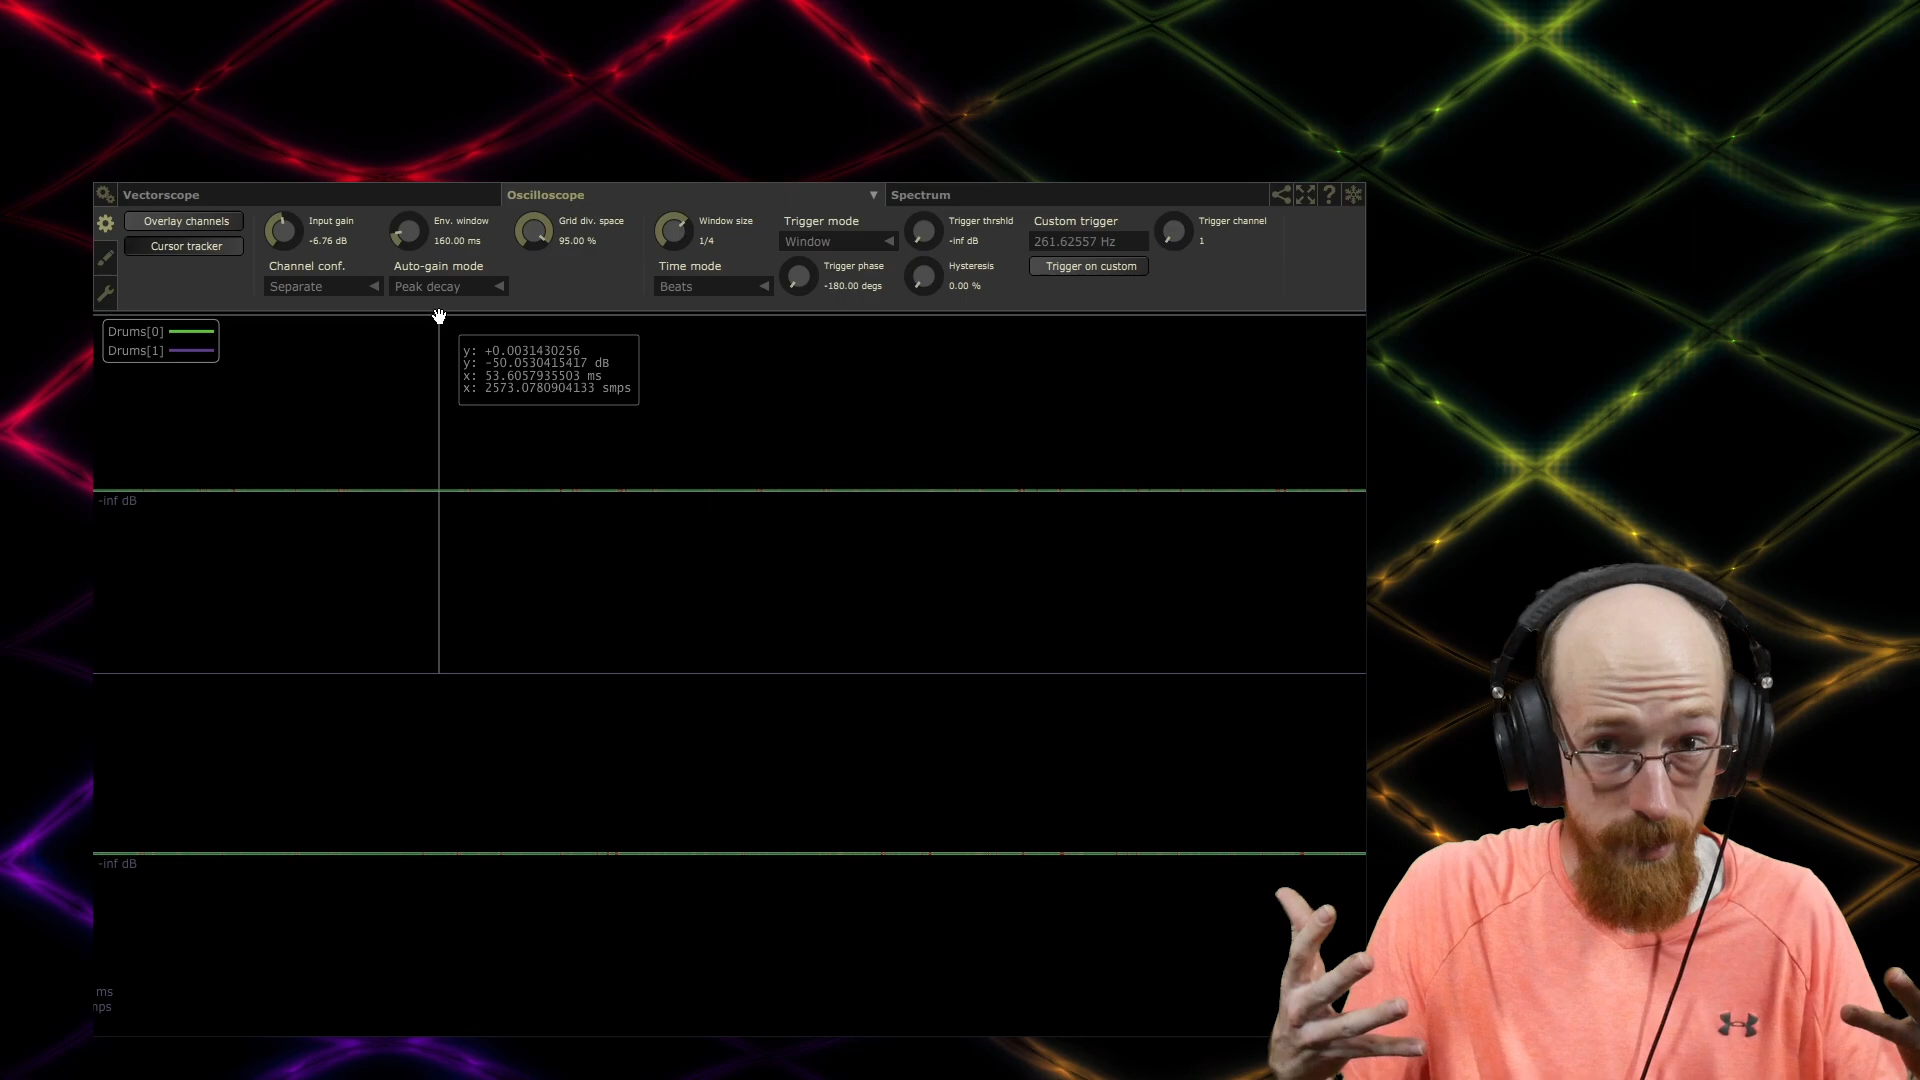 Vectorscope
Oscilloscope
Spectrum
Overlay channels
Cursor tracker
Input gain
-6.76 dB
Env. window
160.00 ms
Grid div. space
95.00 %
Channel conf.
Separate
Auto-gain mode
Peak decay
Window size
1/4
Time mode
Beats
Trigger mode
Window
Trigger phase
-180.00 degs
Trigger thrshld
-inf dB
Hysteresis
0.00 %
Custom trigger
261.62557 Hz
Trigger on custom
Trigger channel
1
Drums[0]
Drums[1]
y: +0.0031430256
y: -50.0530415417 dB
x: 53.6057935503 ms
x: 2573.0780904133 smps
-inf dB
-inf dB
ms